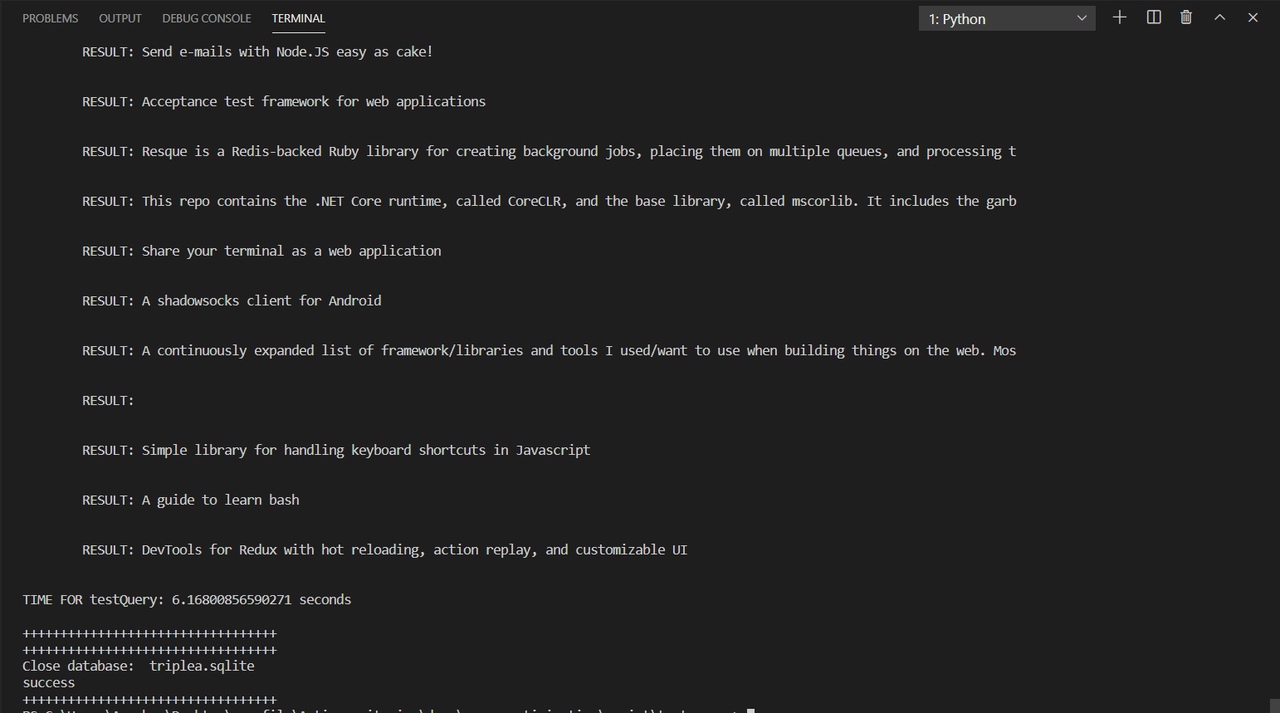 PROBLEMS OUTPUT DEBUG CONSOLE TERMINAL 1: Python
RESULT: Send e-mails with Node.JS easy as cake!
RESULT: Acceptance test framework for web applications
RESULT: Resque is a Redis-backed Ruby library for creating background jobs, placing them on multiple queues, and processing t
RESULT: This repo contains the .NET Core runtime, called CoreCLR, and the base library, called mscorlib. It includes the garb
RESULT: Share your terminal as a web application
RESULT: A shadowsocks client for Android
RESULT: A continuously expanded list of framework/libraries and tools I used/want to use when building things on the web. Mos
RESULT:
RESULT: Simple library for handling keyboard shortcuts in Javascript
RESULT: A guide to learn bash
RESULT: DevTools for Redux with hot reloading, action replay, and customizable UI
TIME FOR testQuery: 6.16800856590271 seconds
++++++++++++++++++++++++++++++++++
++++++++++++++++++++++++++++++++++
Close database:  triplea.sqlite
success
++++++++++++++++++++++++++++++++++